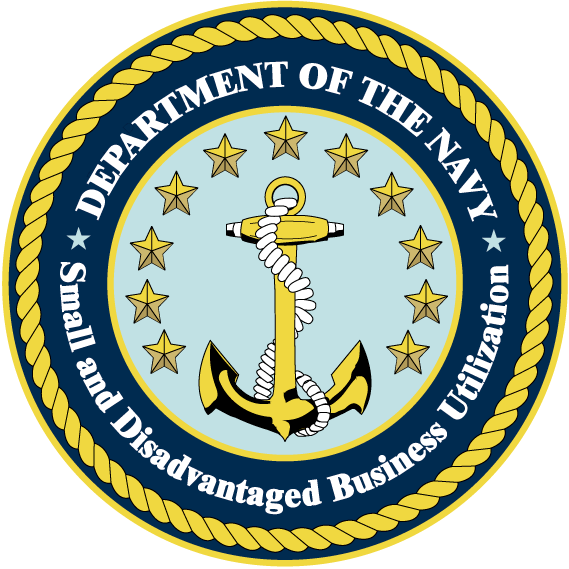 DEPARTMENT OF THE NAVY
Small and Disadvantaged Business Utilization